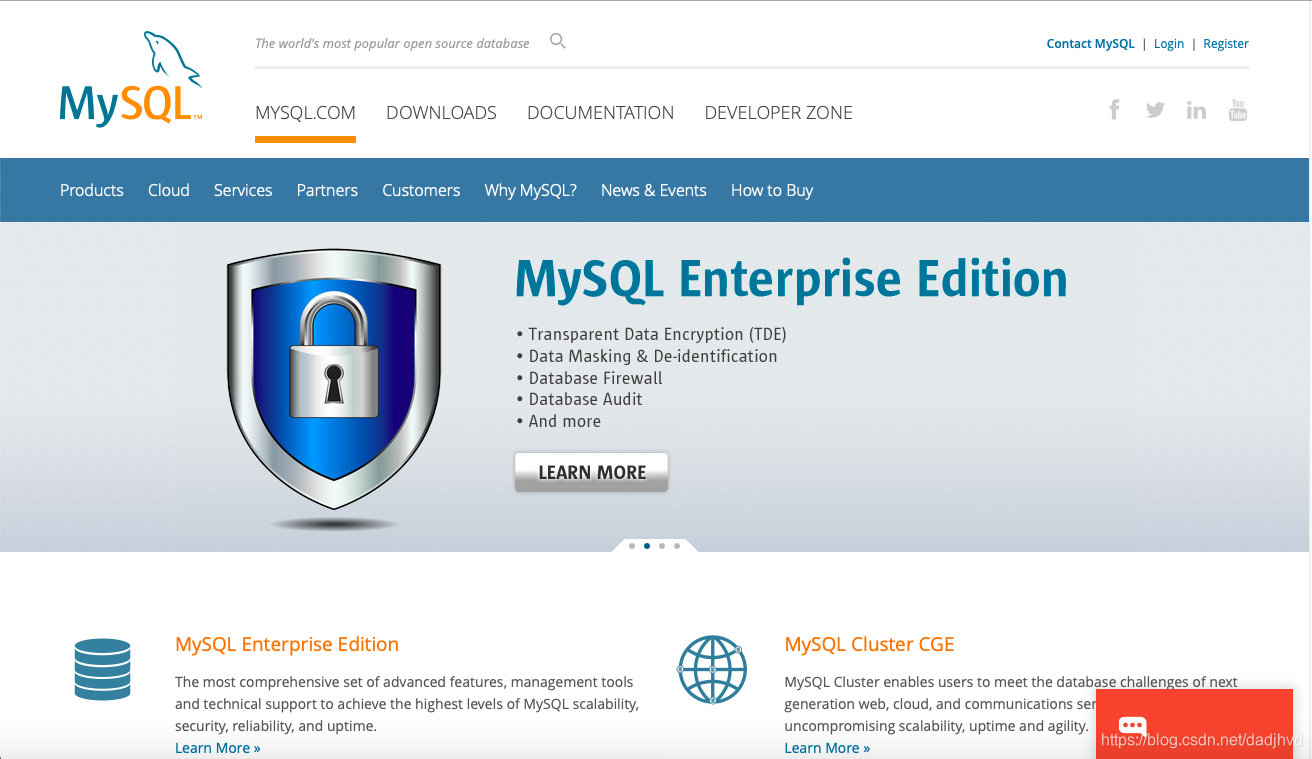 The world's most popular open source database
Contact MySQL | Login | Register
MySQL™
MYSQL.COM DOWNLOADS DOCUMENTATION DEVELOPER ZONE
You
Tube
Products Cloud Services Partners Customers Why MySQL? News & Events How to Buy
MySQL Enterprise Edition
• Transparent Data Encryption (TDE)
• Data Masking & De-identification
• Database Firewall
• Database Audit
• And more
LEARN MORE
MySQL Enterprise Edition
The most comprehensive set of advanced features, management tools
and technical support to achieve the highest levels of MySQL scalability,
security, reliability, and uptime.
Learn More »
MySQL Cluster CGE
MySQL Cluster enables users to meet the database challenges of next
generation web, cloud, and communications
uncompromising scalability, uptime and agility.
Learn More »
https://blog.csdn.net/dadjhvd